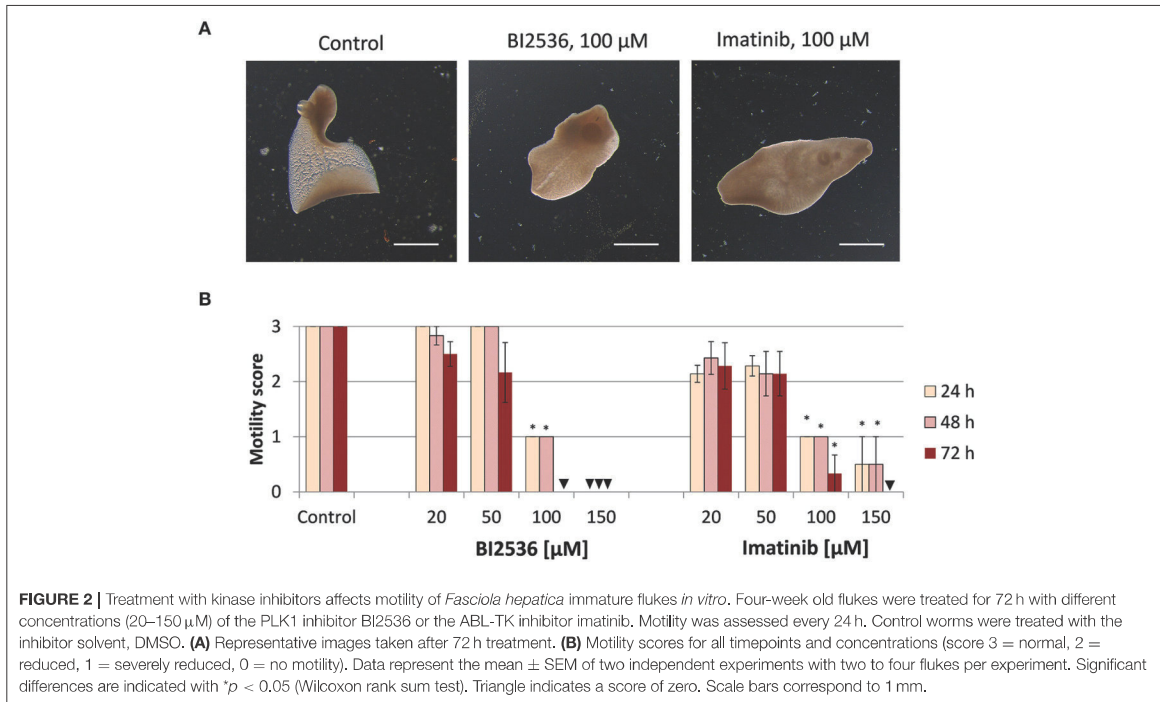 A
Control
BI2536, 100 µM
Imatinib, 100 µM
B
Motility score
3
2
1
0
* *
* * *
* *
24 h
48 h
72 h
Control
20 50 100 150
BI2536 [µM]
20 50 100 150
Imatinib [µM]
FIGURE 2 | Treatment with kinase inhibitors affects motility of Fasciola hepatica immature flukes in vitro. Four-week old flukes were treated for 72 h with different
concentrations (20–150 µM) of the PLK1 inhibitor BI2536 or the ABL-TK inhibitor imatinib. Motility was assessed every 24 h. Control worms were treated with the
inhibitor solvent, DMSO. (A) Representative images taken after 72 h treatment. (B) Motility scores for all timepoints and concentrations (score 3 = normal, 2 =
reduced, 1 = severely reduced, 0 = no motility). Data represent the mean ± SEM of two independent experiments with two to four flukes per experiment. Significant
differences are indicated with *p < 0.05 (Wilcoxon rank sum test). Triangle indicates a score of zero. Scale bars correspond to 1 mm.